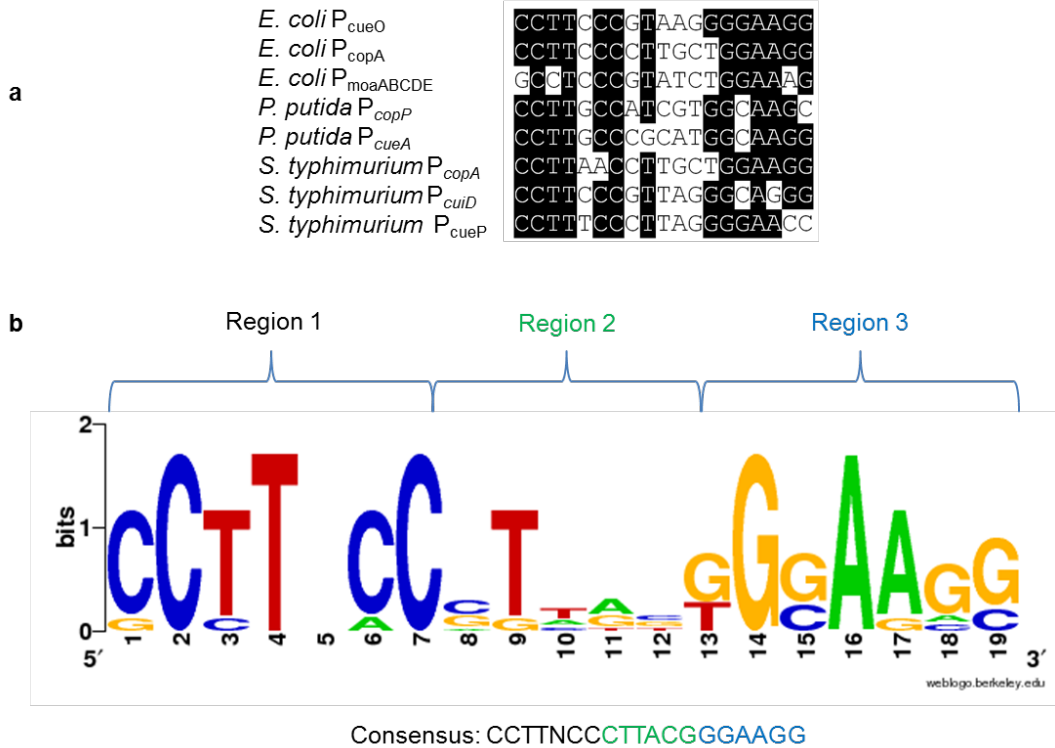 a
E. coli PcueO CCTTCCCGTAAGGGGAAGG
E. coli PcopA CCTTCCCCTTGCTGGAAGG
E. coli PmoaABCDE GCCTCCCGTATCTGGAAAG
P. putida PcopP CCTTGCCATCGTGGCAAGC
P. putida PcueA CCTTGCCCGCATGGCAAGG
S. typhimurium PcopA CCTTAACCTTGCTGGAAGG
S. typhimurium PcuiD CCTTCCCGTTAGGGCAGGG
S. typhimurium PcueP CCTTTCCCTTAGGGGAACC
b
Region 1 Region 2 Region 3
2
bits
1
0
5′ 1 2 3 4 5 6 7 8 9 10 11 12 13 14 15 16 17 18 19 3′
weblogo.berkeley.edu
Consensus: CCTTNCCCTTACGGGAAGG